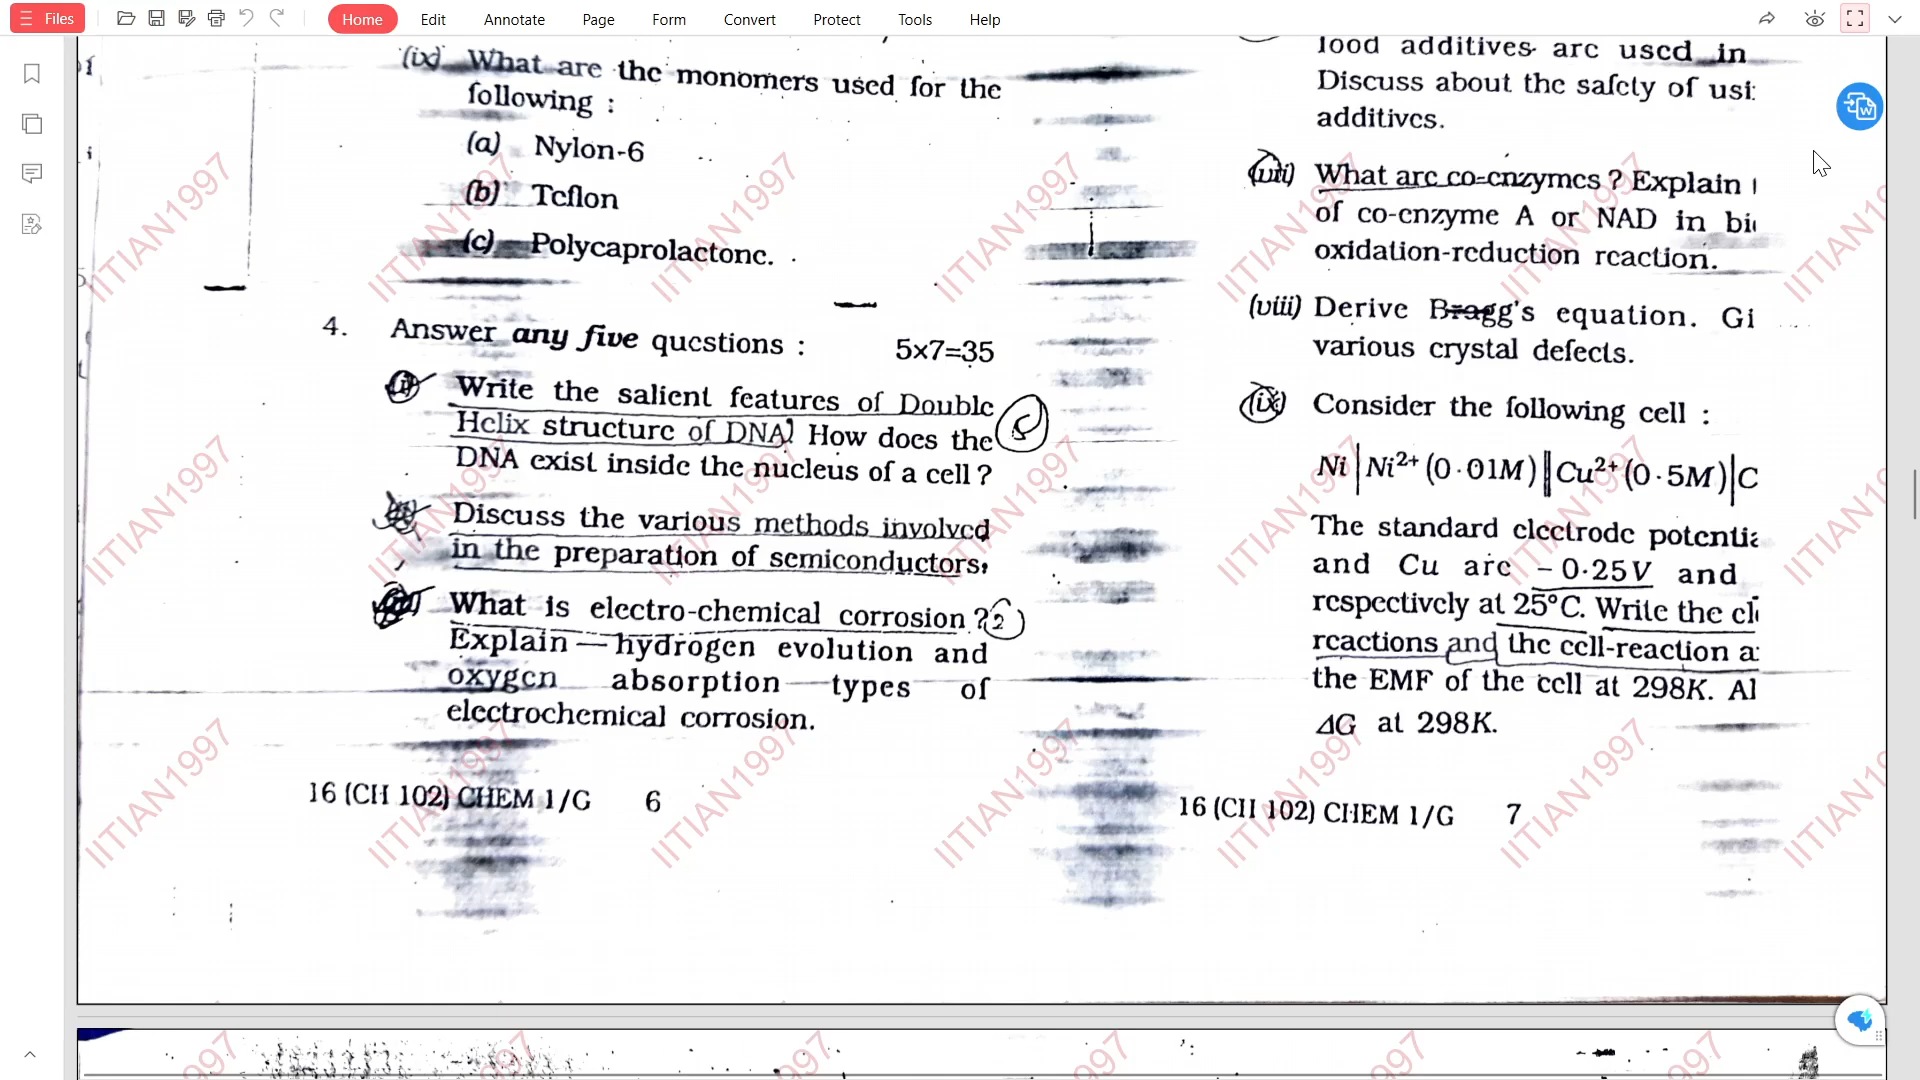 Files
Home
Edit
Annotate
Page
Form
Convert
Protect
Tools
Help
(ix) What are the monomers used for the
following :
(a) Nylon-6
(b) Teflon
(c) Polycaprolactone.
4. Answer any five questions : 5×7=35
(i) Write the salient features of Double
Helix structure of DNA. How does the
DNA exist inside the nucleus of a cell ?
Discuss the various methods involved
in the preparation of semiconductors.
What is electro-chemical corrosion ? 2
Explain — hydrogen evolution and
oxygen absorption types of
electrochemical corrosion.
16 (CH 102) CHEM 1/G 6
food additives are used in
Discuss about the safety of usi
additives.
(vii) What are co-enzymes ? Explain
of co-enzyme A or NAD in bi
oxidation-reduction reaction.
(viii) Derive Bragg's equation. Gi
various crystal defects.
(ix) Consider the following cell :
Ni|Ni²⁺(0·01M)‖Cu²⁺(0·5M)|C
The standard electrode potentia
and Cu are – 0·25V and
respectively at 25°C. Write the el
reactions and the cell-reaction a
the EMF of the cell at 298K. Al
ΔG at 298K.
16 (CH 102) CHEM 1/G 7
IITIAN1997